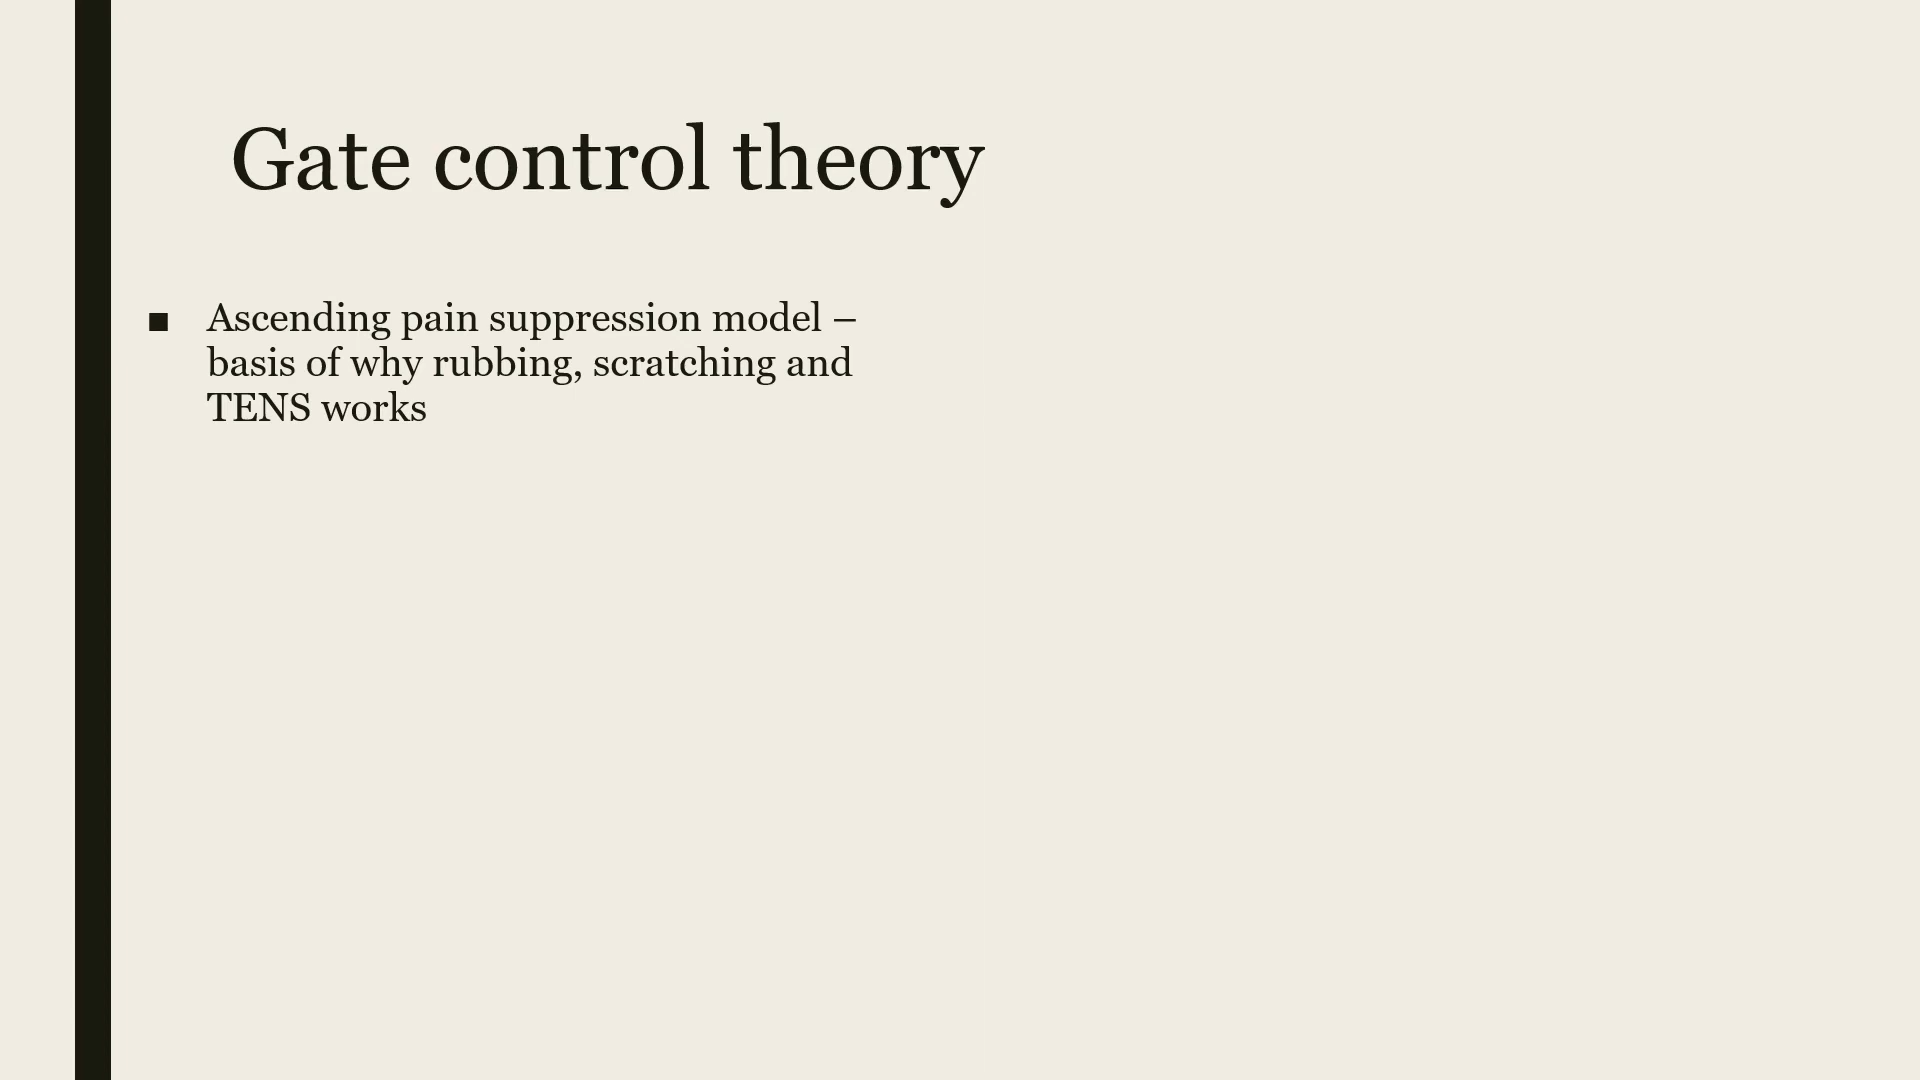 Gate control theory
■ Ascending pain suppression model –
basis of why rubbing, scratching and
TENS works